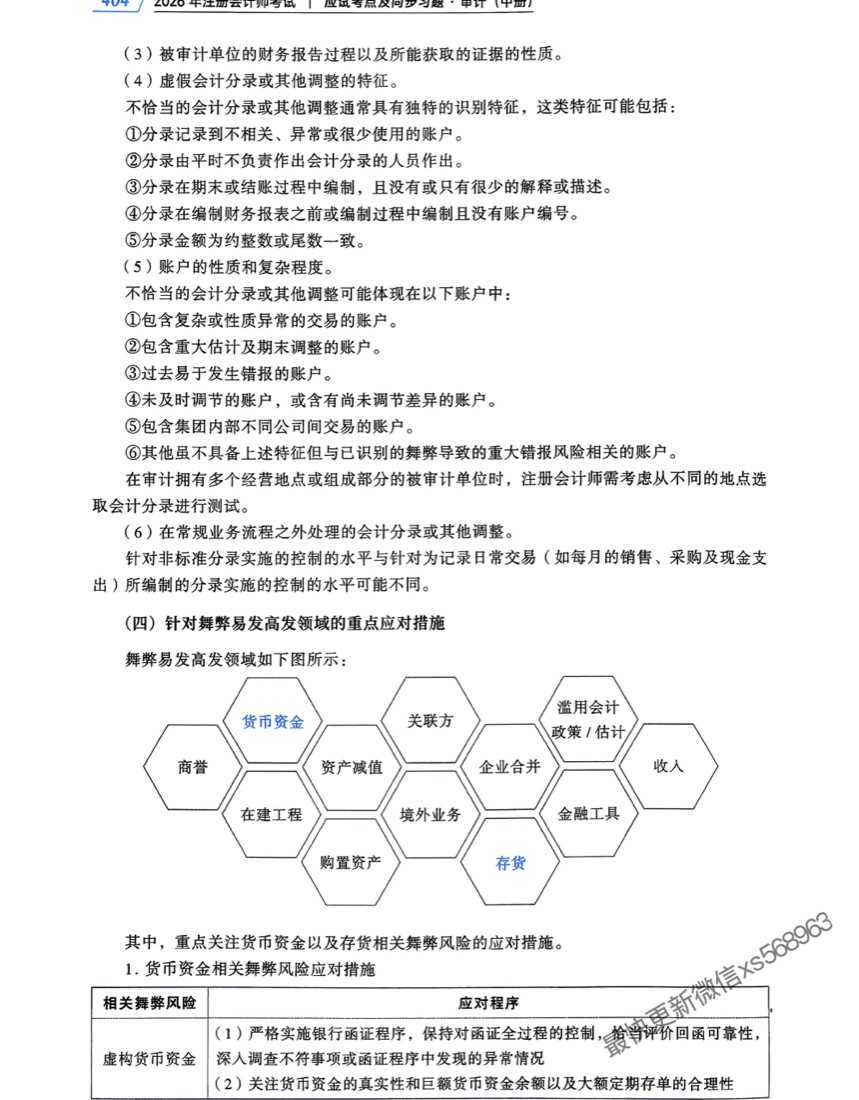 404 2026年注册会计师考试 | 应试考点及同步习题·审计（中册）
（3）被审计单位的财务报告过程以及所能获取的证据的性质。
（4）虚假会计分录或其他调整的特征。
不恰当的会计分录或其他调整通常具有独特的识别特征，这类特征可能包括：
①分录记录到不相关、异常或很少使用的账户。
②分录由平时不负责作出会计分录的人员作出。
③分录在期末或结账过程中编制，且没有或只有很少的解释或描述。
④分录在编制财务报表之前或编制过程中编制且没有账户编号。
⑤分录金额为约整数或尾数一致。
（5）账户的性质和复杂程度。
不恰当的会计分录或其他调整可能体现在以下账户中：
①包含复杂或性质异常的交易的账户。
②包含重大估计及期末调整的账户。
③过去易于发生错报的账户。
④未及时调节的账户，或含有尚未调节差异的账户。
⑤包含集团内部不同公司间交易的账户。
⑥其他虽不具备上述特征但与已识别的舞弊导致的重大错报风险相关的账户。
在审计拥有多个经营地点或组成部分的被审计单位时，注册会计师需考虑从不同的地点选
取会计分录进行测试。
（6）在常规业务流程之外处理的会计分录或其他调整。
针对非标准分录实施的控制的水平与针对为记录日常交易（如每月的销售、采购及现金支
出）所编制的分录实施的控制的水平可能不同。
（四）针对舞弊易发高发领域的重点应对措施
舞弊易发高发领域如下图所示：
货币资金
关联方
滥用会计
政策/估计
商誉
资产减值
企业合并
收入
在建工程
境外业务
金融工具
购置资产
存货
其中，重点关注货币资金以及存货相关舞弊风险的应对措施。
1. 货币资金相关舞弊风险应对措施
相关舞弊风险 应对程序
虚构货币资金
（1）严格实施银行函证程序，保持对函证全过程的控制，恰当评价回函可靠性，
深入调查不符事项或函证程序中发现的异常情况
（2）关注货币资金的真实性和巨额货币资金余额以及大额定期存单的合理性
最快更新微信xs568963